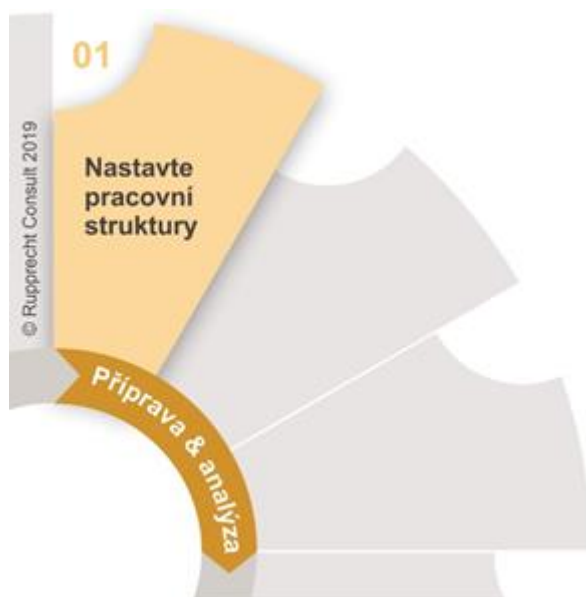 01
Nastavte
pracovní
struktury
© Rupprecht Consult 2019
Příprava & analýza